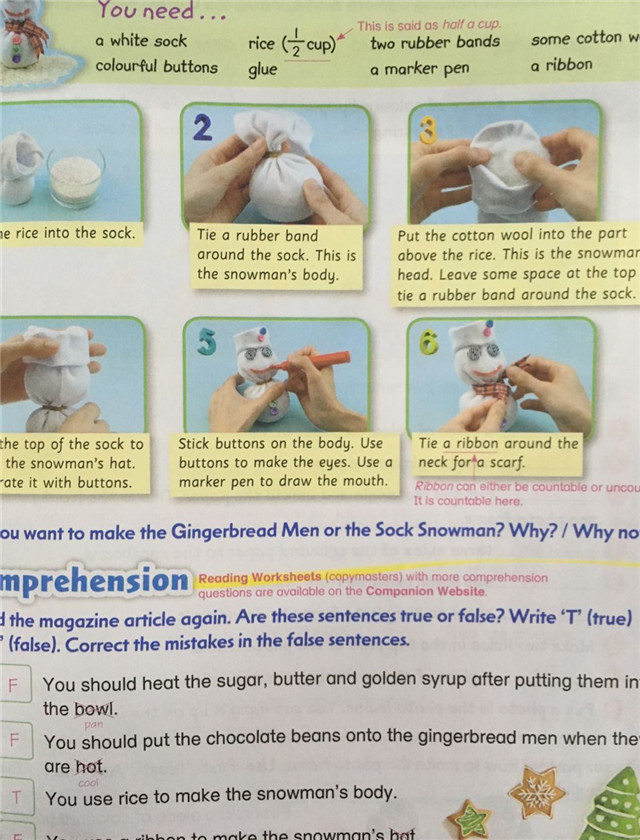 You need...
This is said as half a cup.
a white sock rice (1/2 cup) two rubber bands some cotton w
colourful buttons glue a marker pen a ribbon
2
3
e rice into the sock.
Tie a rubber band
around the sock. This is
the snowman's body.
Put the cotton wool into the part
above the rice. This is the snowman
head. Leave some space at the top
tie a rubber band around the sock.
5
6
the top of the sock to
the snowman's hat.
rate it with buttons.
Stick buttons on the body. Use
buttons to make the eyes. Use a
marker pen to draw the mouth.
Tie a ribbon around the
neck for a scarf.
Ribbon can either be countable or uncou
It is countable here.
ou want to make the Gingerbread Men or the Sock Snowman? Why? / Why no
mprehension
Reading Worksheets (copymasters) with more comprehension
questions are available on the Companion Website.
d the magazine article again. Are these sentences true or false? Write 'T' (true)
' (false). Correct the mistakes in the false sentences.
F You should heat the sugar, butter and golden syrup after putting them in
the bowl.
pan
F You should put the chocolate beans onto the gingerbread men when the
are hot.
cool
T You use rice to make the snowman's body.
F You use a ribbon to make the snowman's hat